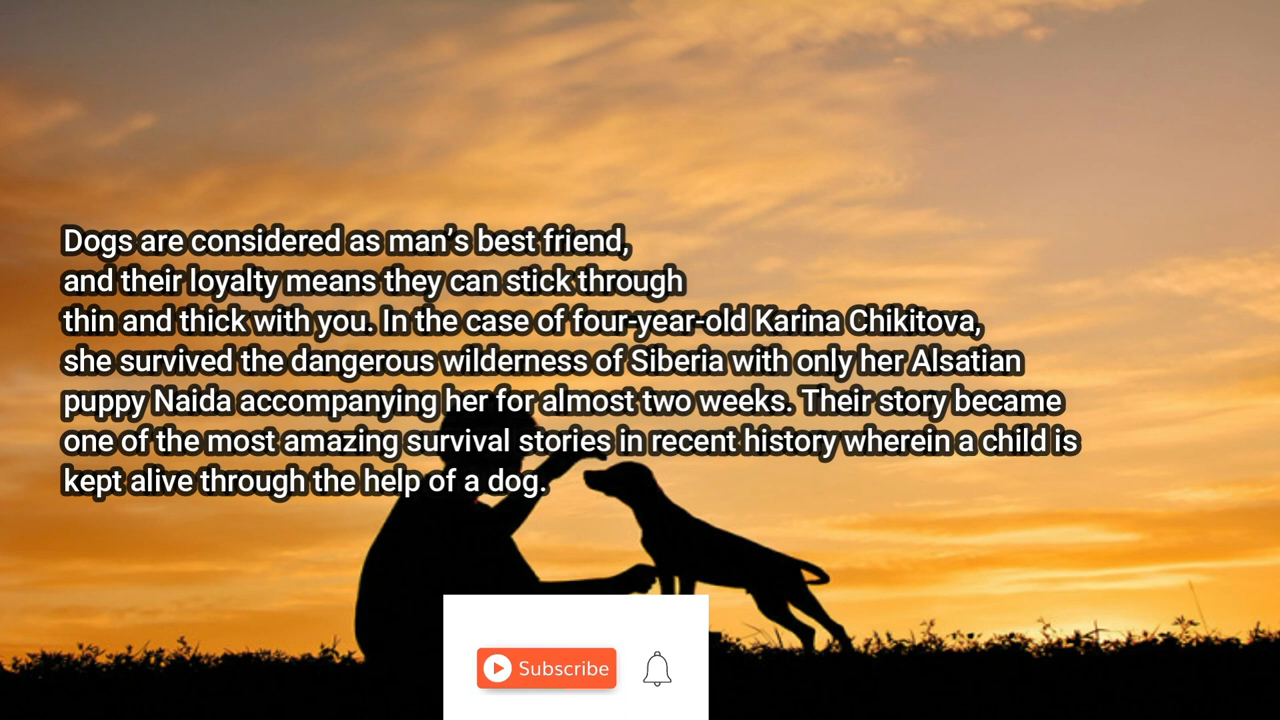 Dogs are considered as man’s best friend,
and their loyalty means they can stick through
thin and thick with you. In the case of four-year-old Karina Chikitova,
she survived the dangerous wilderness of Siberia with only her Alsatian
puppy Naida accompanying her for almost two weeks. Their story became
one of the most amazing survival stories in recent history wherein a child is
kept alive through the help of a dog.
Subscribe